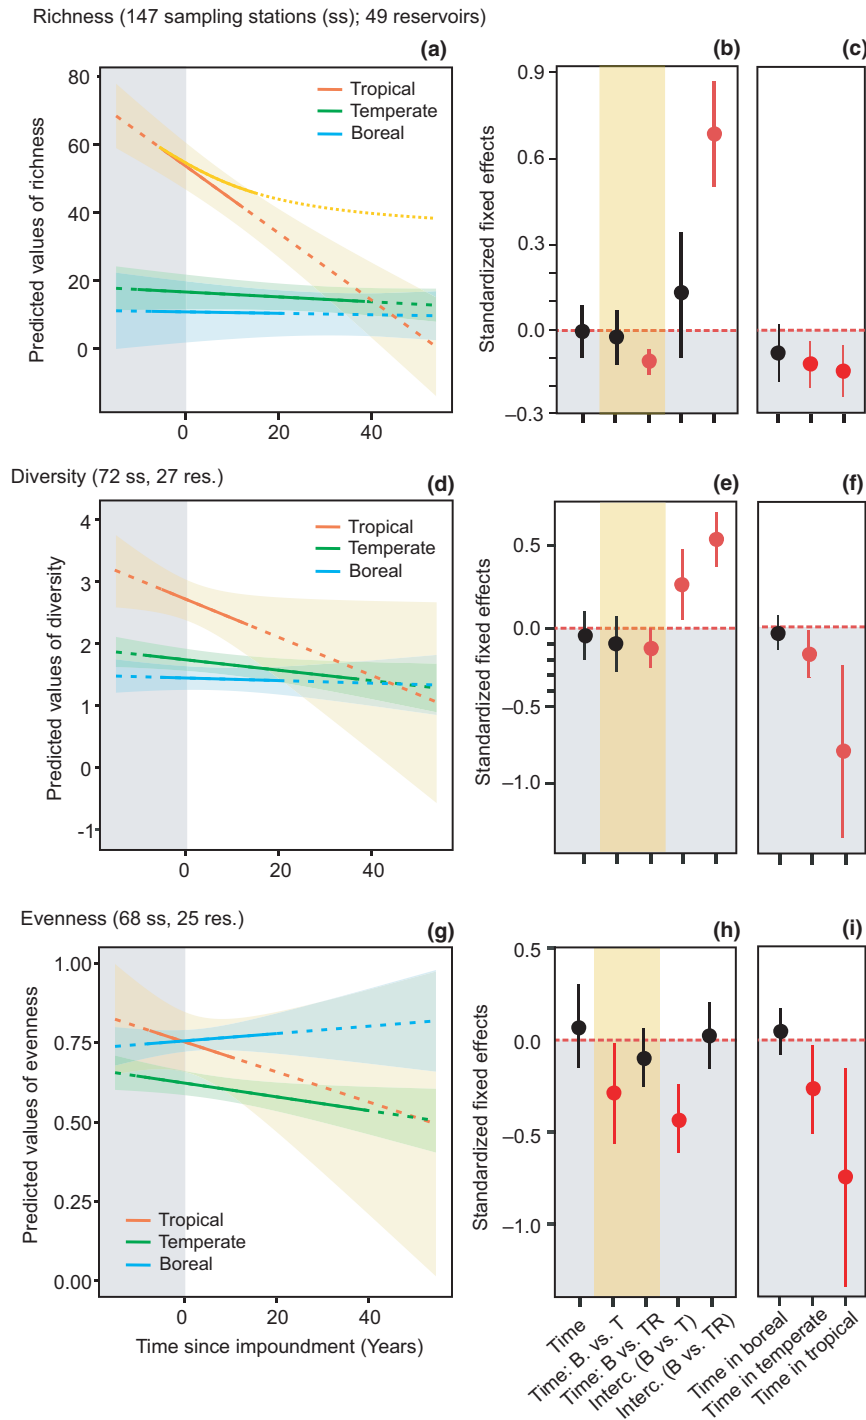 Richness (147 sampling stations (ss); 49 reservoirs)
(a)
Predicted values of richness
80
60
40
20
0
Tropical
Temperate
Boreal
0 20 40
(b)
Standardized fixed effects
0.9
0.6
0.3
0.0
–0.3
(c)
Diversity (72 ss, 27 res.)
(d)
Predicted values of diversity
4
3
2
1
0
-1
Tropical
Temperate
Boreal
0 20 40
(e)
Standardized fixed effects
0.5
0.0
–0.5
–1.0
(f)
Evenness (68 ss, 25 res.)
(g)
Predicted values of evenness
1.00
0.75
0.50
0.25
0.00
Tropical
Temperate
Boreal
0 20 40
Time since impoundment (Years)
(h)
Standardized fixed effects
0.5
0.0
–0.5
–1.0
Time
Time: B. vs. T
Time: B vs. TR
Interc. (B vs. T)
Interc. (B vs. TR)
(i)
Time in boreal
Time in temperate
Time in tropical